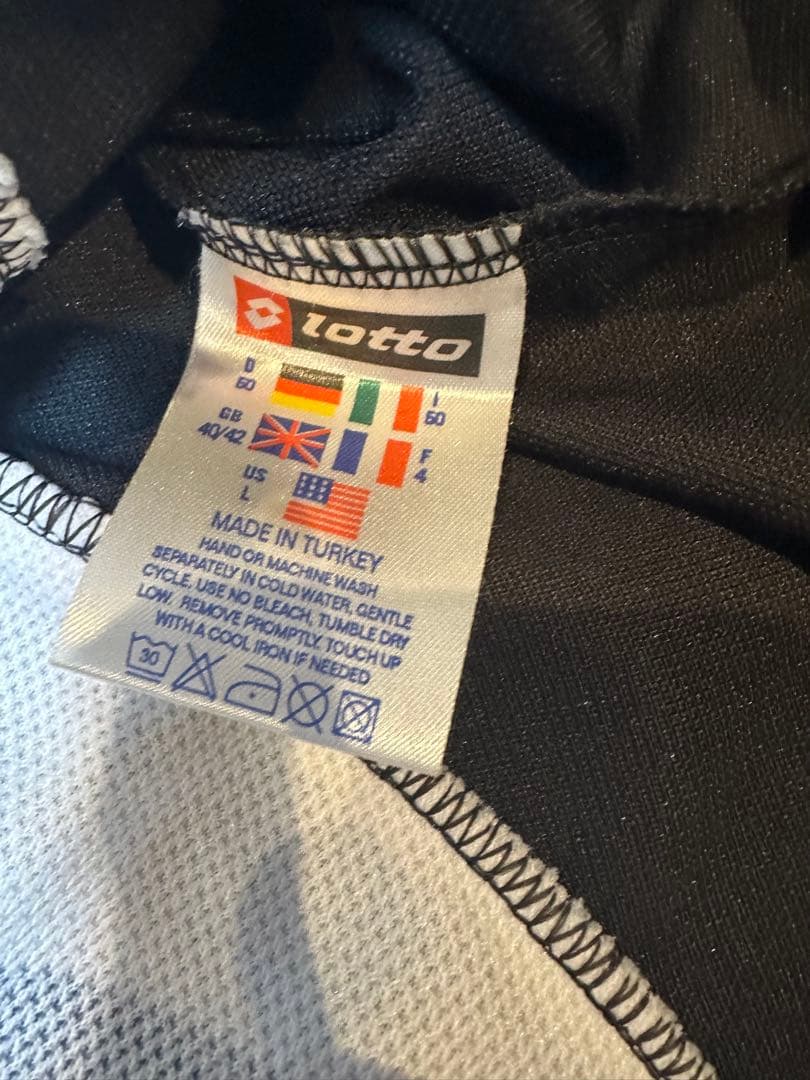 lotto
D 50 I 50
GB 40/42 F 4
US L
MADE IN TURKEY
HAND OR MACHINE WASH
SEPARATELY IN COLD WATER, GENTLE
CYCLE, USE NO BLEACH, TUMBLE DRY
LOW, REMOVE PROMPTLY, TOUCH UP
WITH A COOL IRON IF NEEDED
30